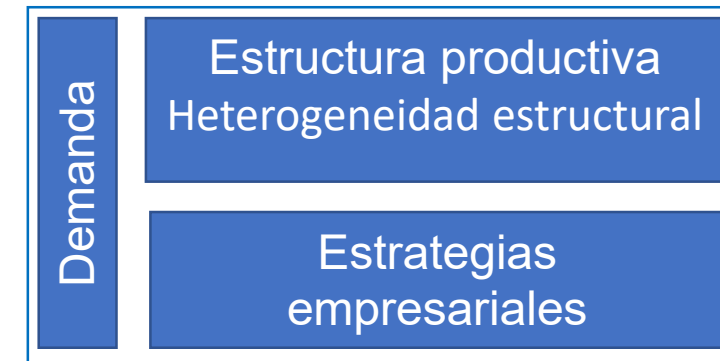 Demanda
Estructura productiva
Heterogeneidad estructural
Estrategias
empresariales